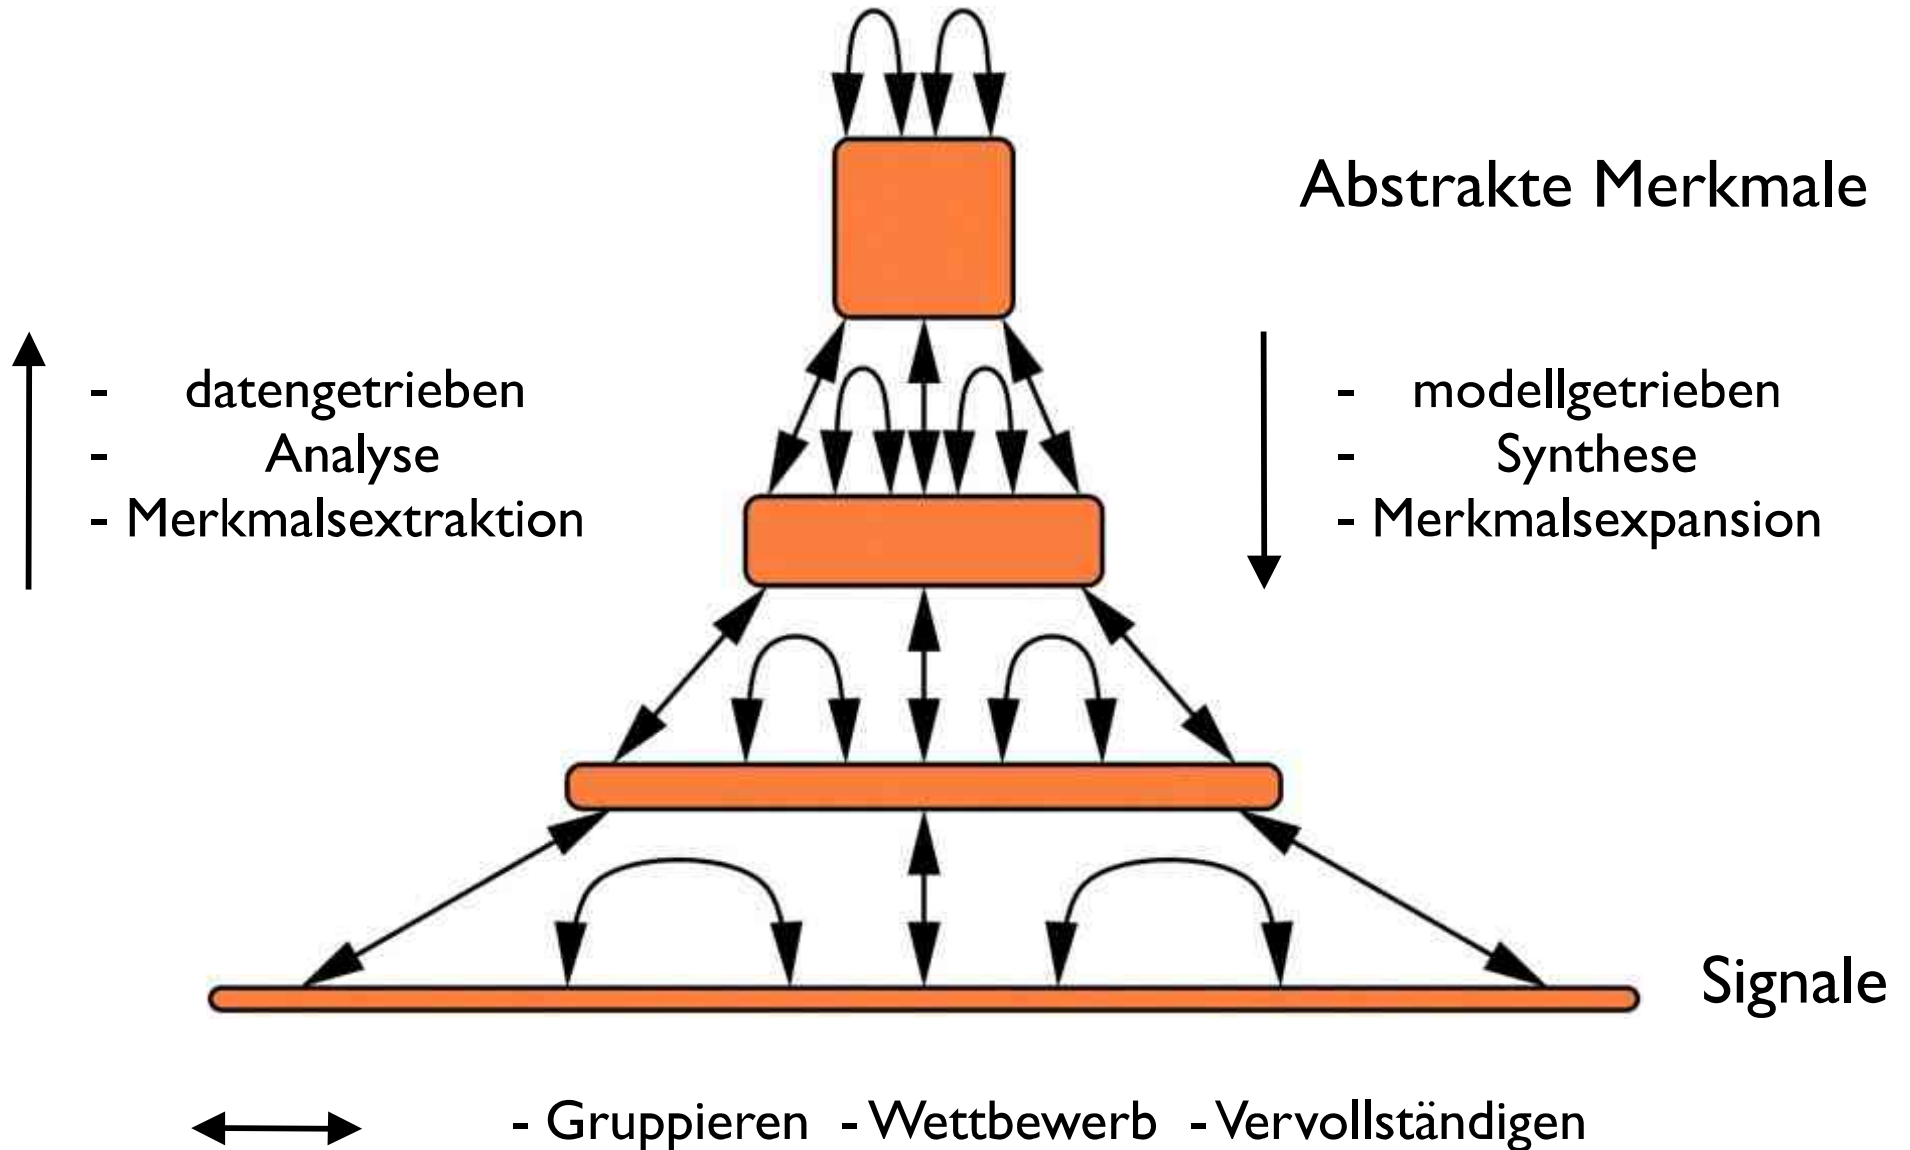 Abstrakte Merkmale
- datengetrieben
- Analyse
- Merkmalsextraktion
- modellgetrieben
- Synthese
- Merkmalsexpansion
Signale
- Gruppieren - Wettbewerb - Vervollständigen